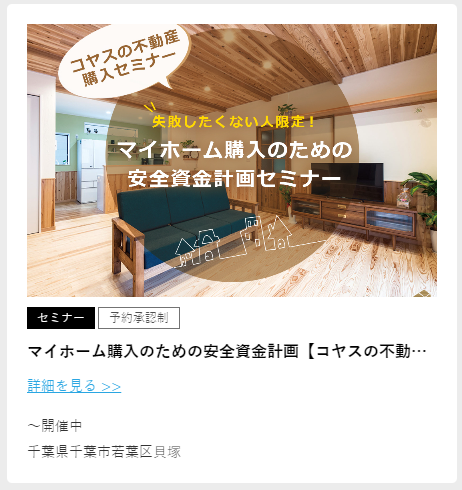 コヤスの不動産
購入セミナー
失敗したくない人限定！
マイホーム購入のための
安全資金計画セミナー
セミナー 予約承認制
マイホーム購入のための安全資金計画【コヤスの不動…
詳細を見る >>
～開催中
千葉県千葉市若葉区貝塚